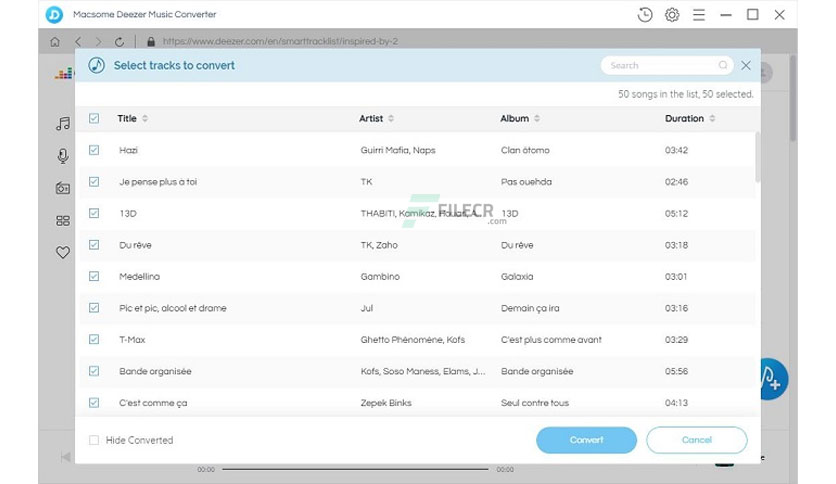 Macsome Deezer Music Converter
https://www.deezer.com/en/smarttracklist/inspired-by-2
Select tracks to convert
Search
50 songs in the list, 50 selected.
Title Artist Album Duration
Hazi Guirri Mafia, Naps Clan ötomo 03:42
Je pense plus à toi TK Pas ouehda 02:46
13D THABITI, Kamikaz, Houari, A... 13D 05:12
FILECR
.com
Du rêve TK, Zaho Du rêve 03:18
Medellina Gambino Galaxia 03:01
Pic et pic, alcool et drame Jul Demain ça ira 03:16
T-Max Ghetto Phénomène, Kofs C'est plus comme avant 03:29
Bande organisée Kofs, Soso Maness, Elams, J... Bande organisée 05:56
C'est comme ça Zepek Binks Seul contre tous 04:13
Hide Converted Convert Cancel
00:00 00:00